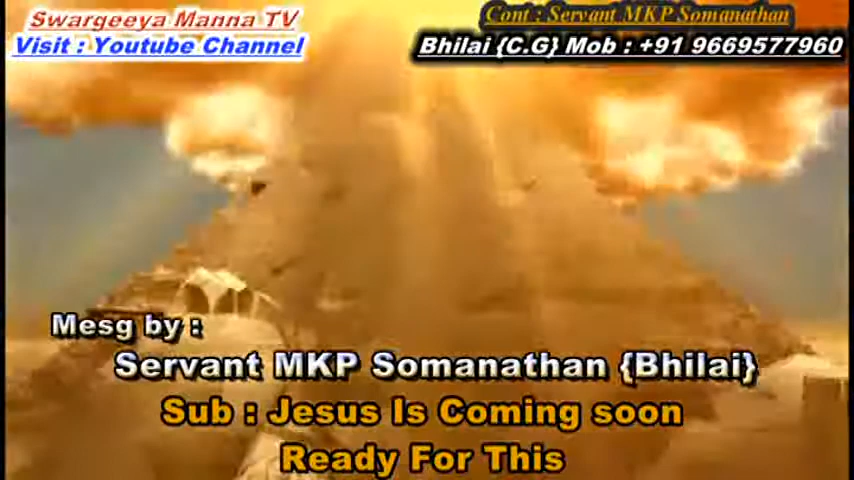 Swargeeya Manna TV
Visit : Youtube Channel
Cont : Servant MKP Somanathan
Bhilai {C.G} Mob : +91 9669577960
Mesg by :
Servant MKP Somanathan {Bhilai}
Sub : Jesus Is Coming soon
Ready For This